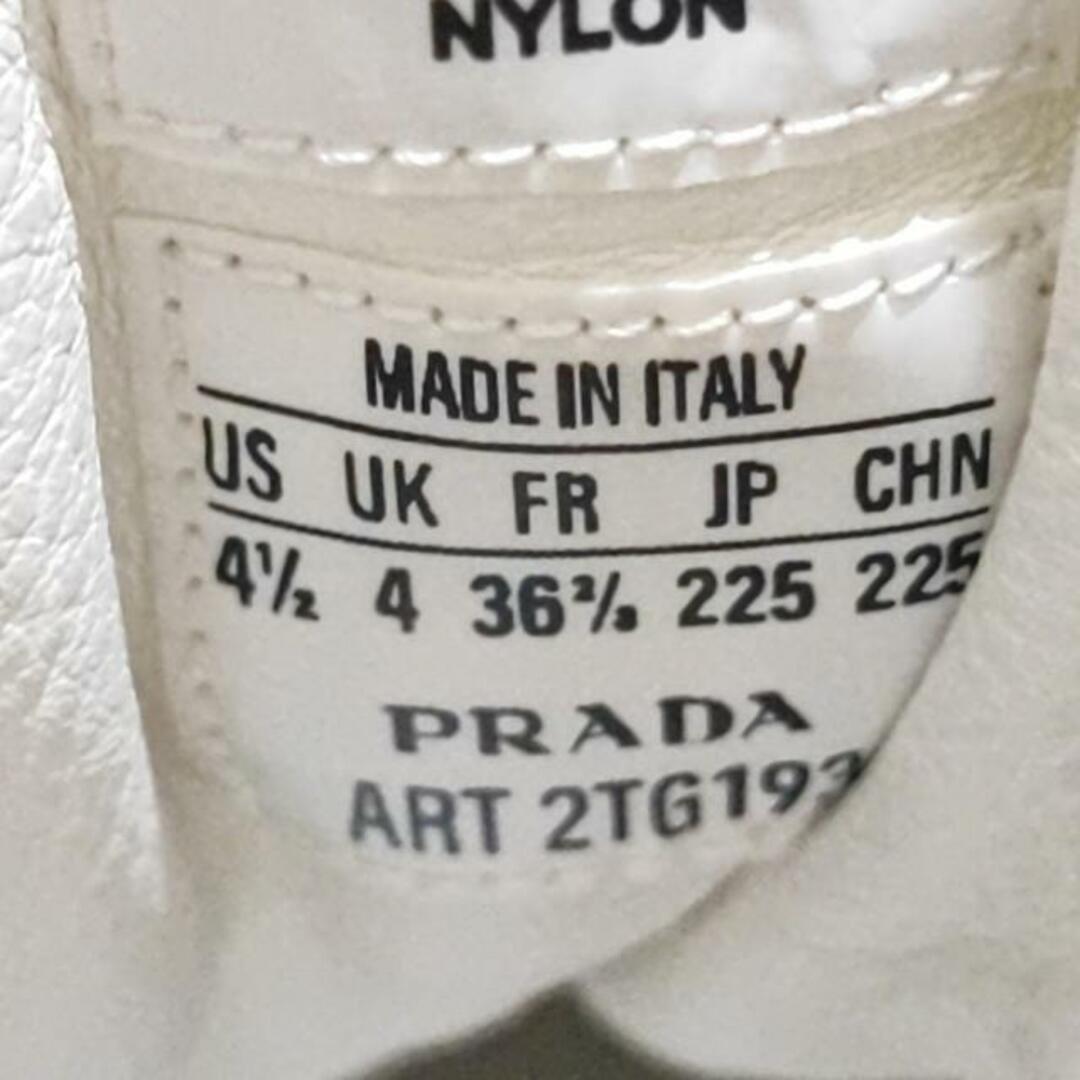 NYLON
MADE IN ITALY
US UK FR JP CHN
4½ 4 36⅔ 225 225
PRADA
ART 2TG193